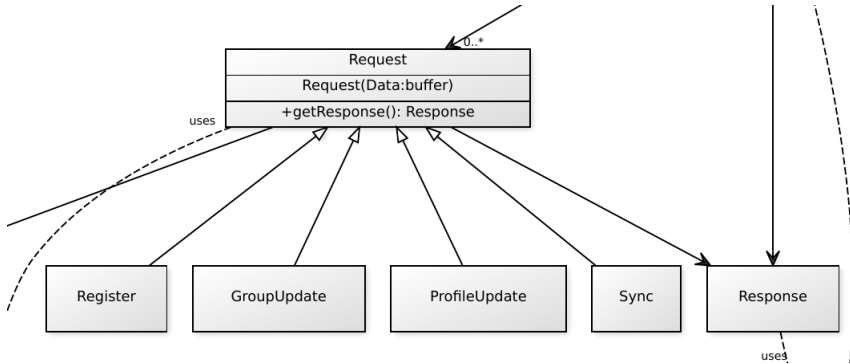 0..*
Request
Request(Data:buffer)
+getResponse(): Response
uses
Register
GroupUpdate
ProfileUpdate
Sync
Response
uses